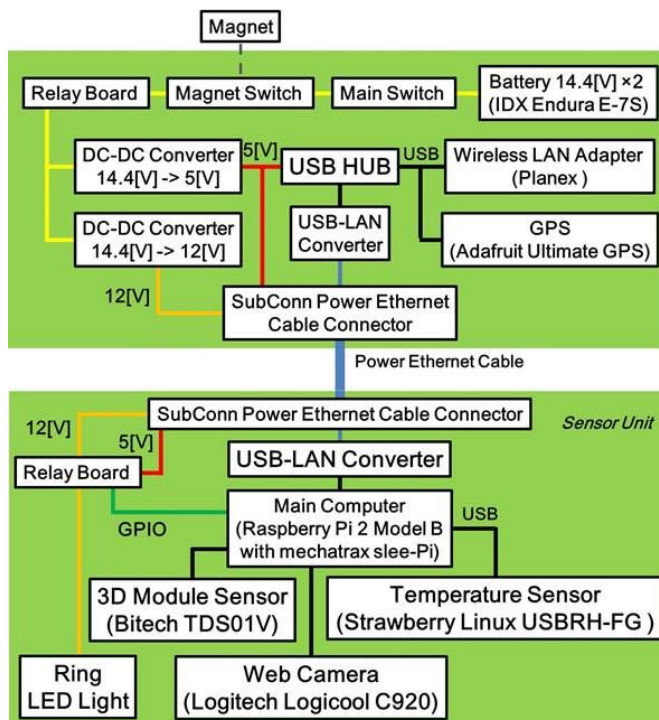 Magnet
Relay Board
Magnet Switch
Main Switch
Battery 14.4[V] ×2
(IDX Endura E-7S)
DC-DC Converter
14.4[V] -> 5[V]
5[V]
USB HUB
USB
Wireless LAN Adapter
(Planex )
DC-DC Converter
14.4[V] -> 12[V]
USB-LAN
Converter
GPS
(Adafruit Ultimate GPS)
12[V]
SubConn Power Ethernet
Cable Connector
Power Ethernet Cable
SubConn Power Ethernet Cable Connector
Sensor Unit
12[V]
5[V]
Relay Board
USB-LAN Converter
GPIO
Main Computer
(Raspberry Pi 2 Model B
with mechatrax slee-Pi)
USB
3D Module Sensor
(Bitech TDS01V)
Temperature Sensor
(Strawberry Linux USBRH-FG )
Ring
LED Light
Web Camera
(Logitech Logicool C920)